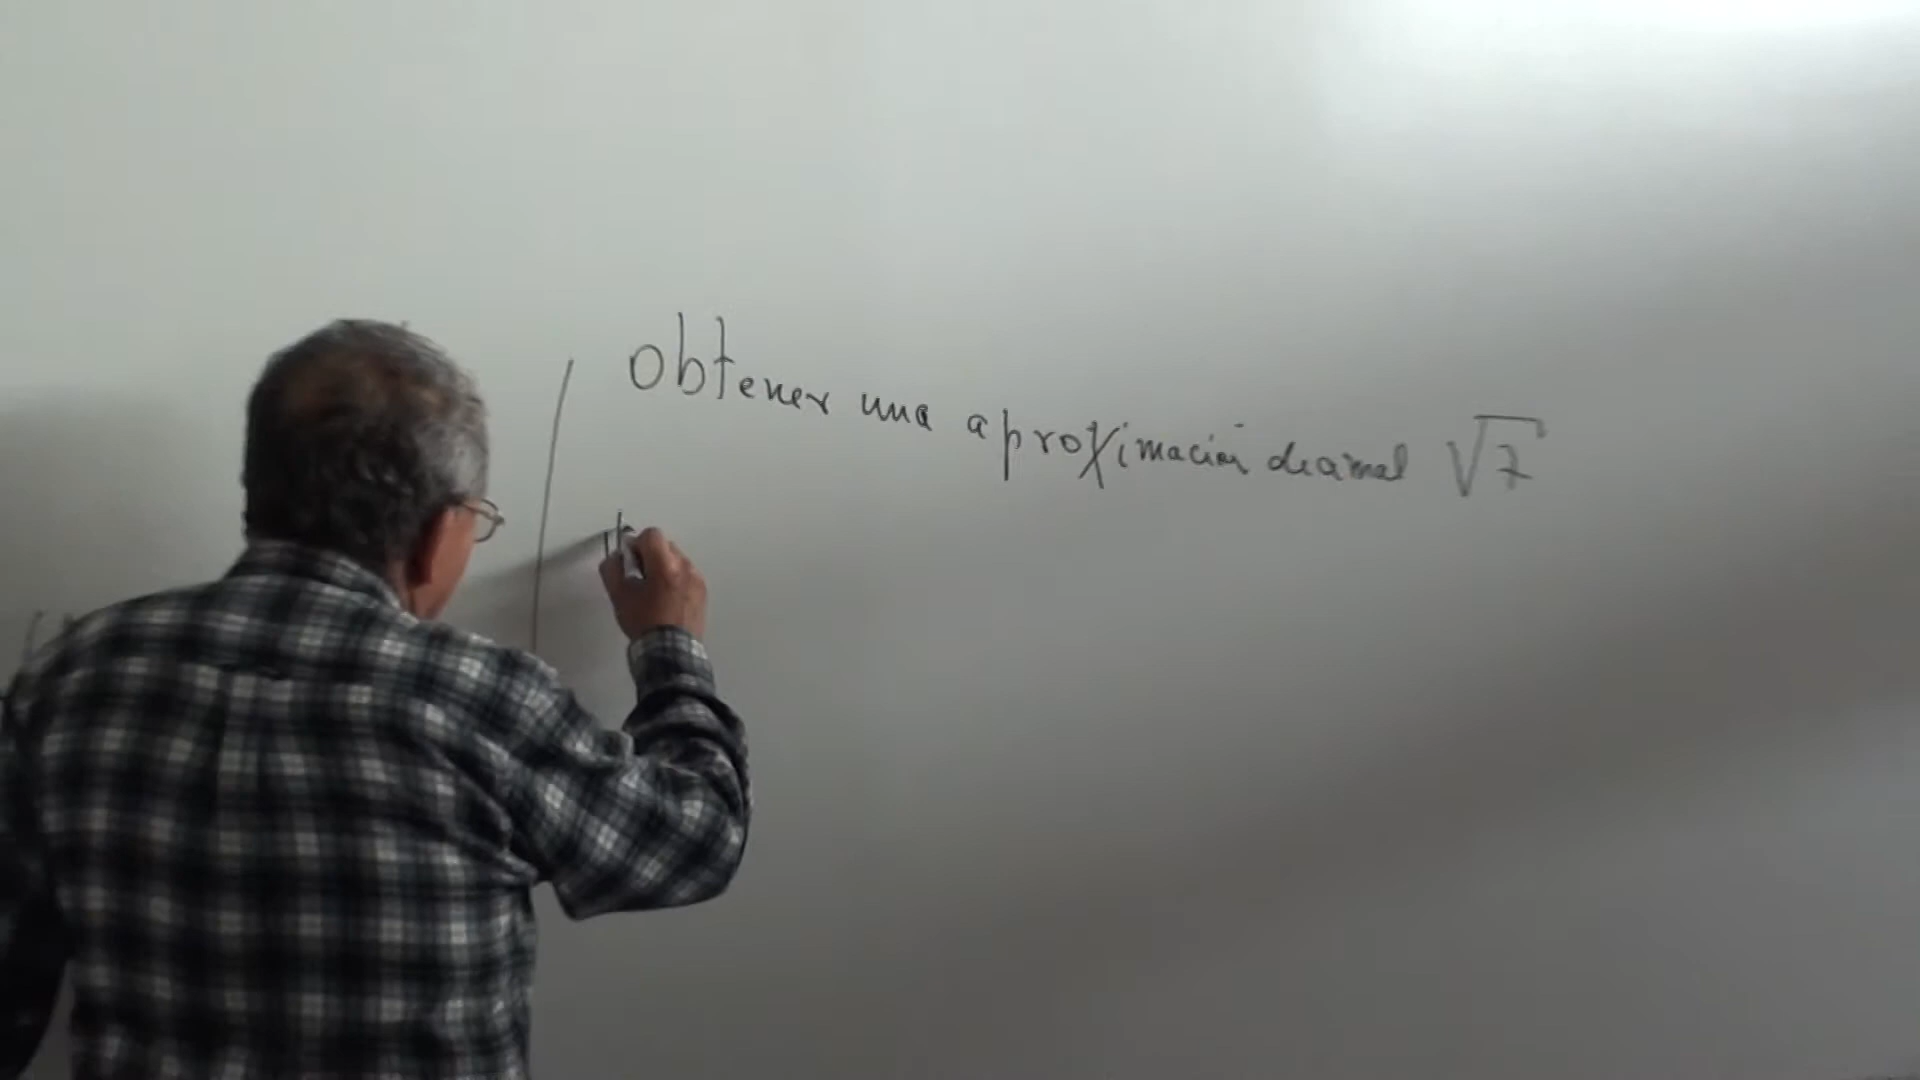 Obtener una aproximación decimal √7